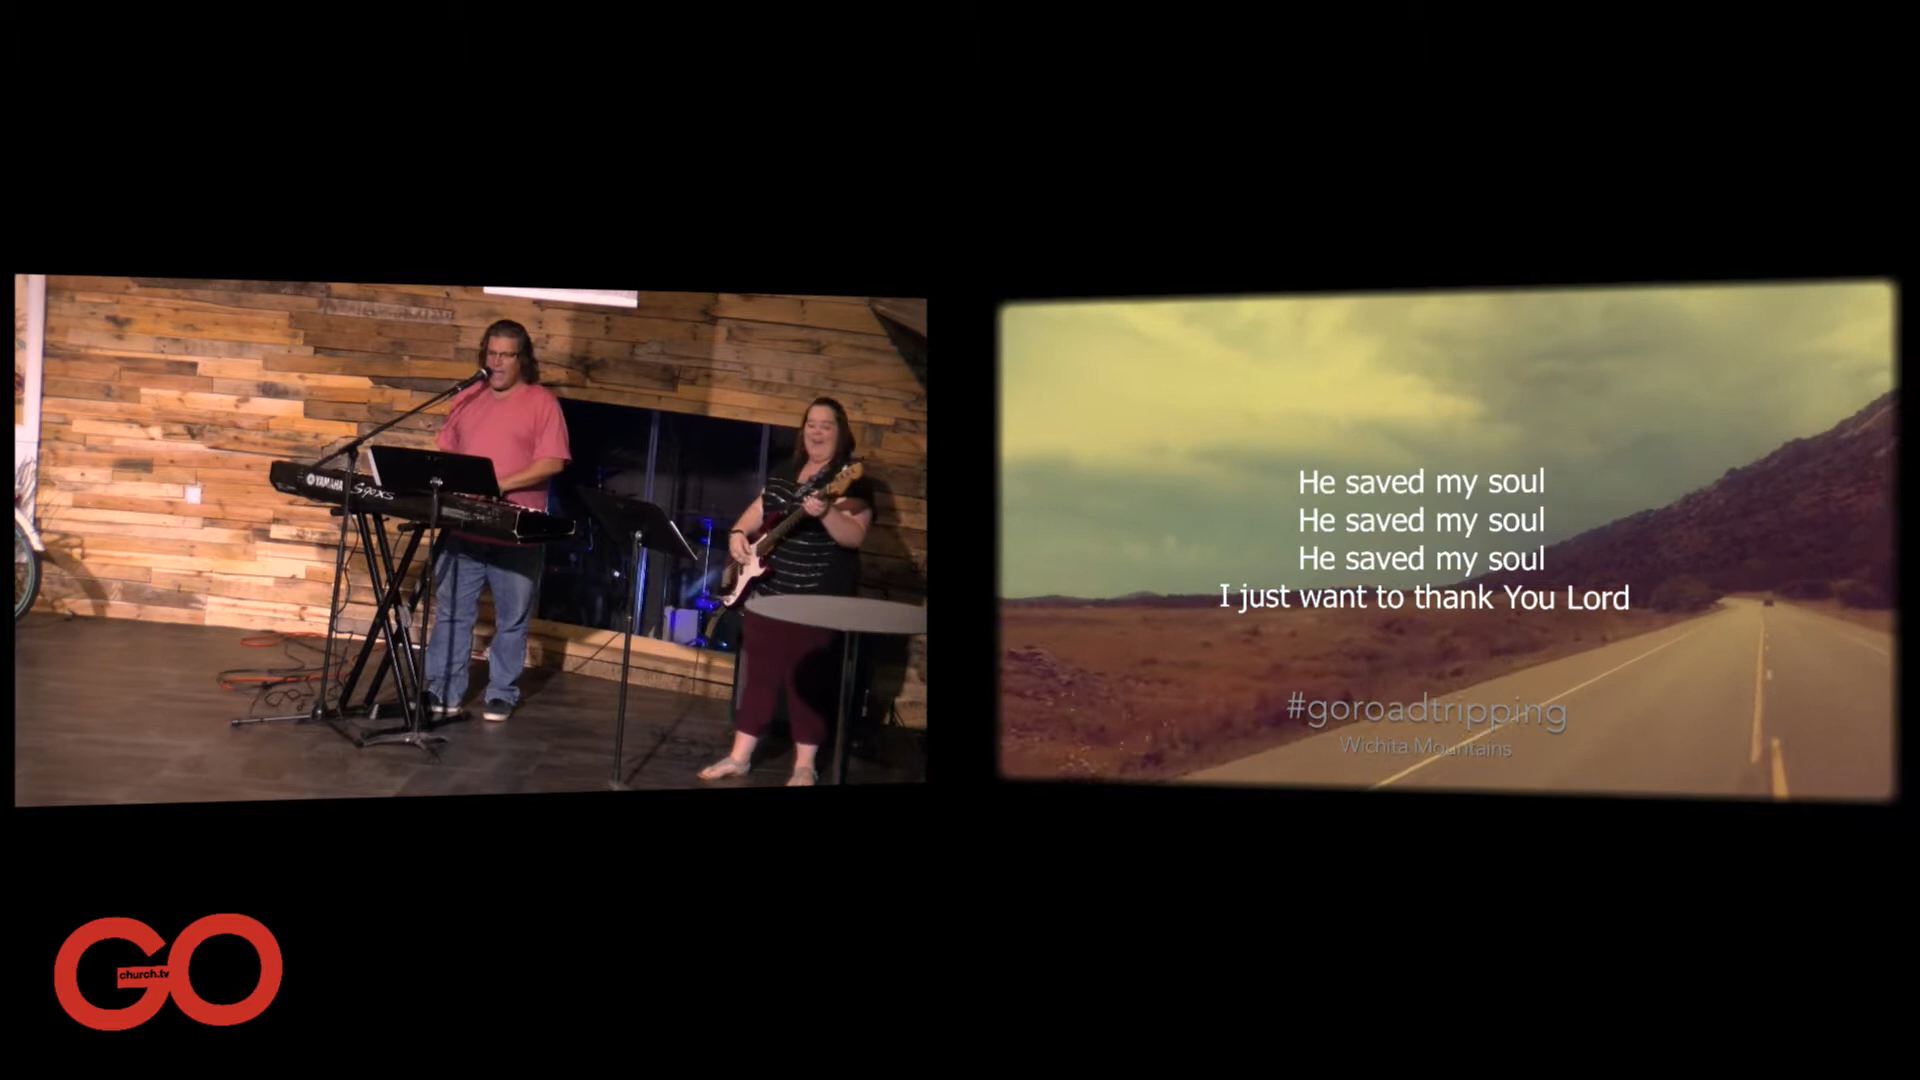 YAMAHA S90XS
He saved my soul
He saved my soul
He saved my soul
I just want to thank You Lord
#goroadtripping
Wichita Mountains
GO
church.tv